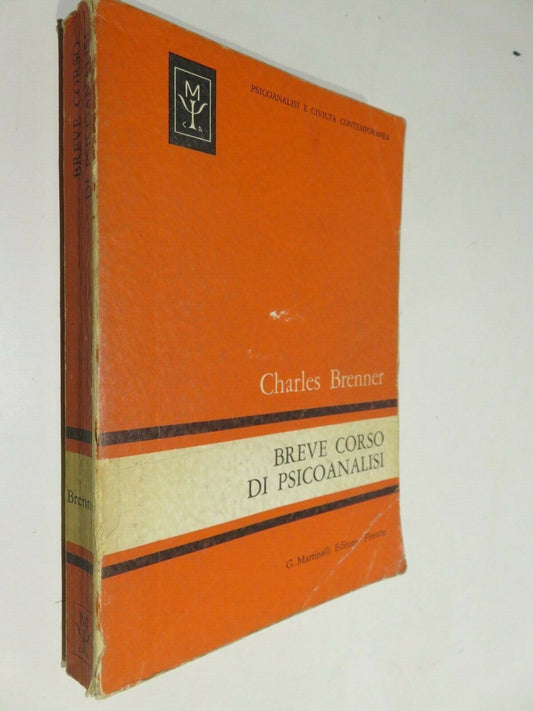 M
PSICOANALISI E CIVILTÀ CONTEMPORANEA
Charles Brenner
BREVE CORSO
DI PSICOANALISI
G. Martinelli Editore - Firenze
BREVE CORSO
DI PSICOANALISI
Brenner
M